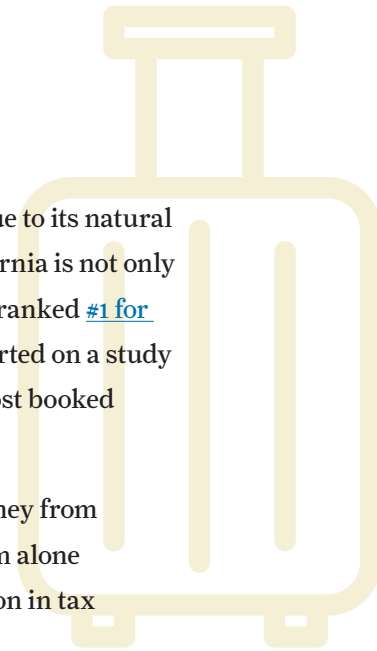 ue to its natural
rnia is not only
ranked #1 for
rted on a study
ost booked
ney from
n alone
on in tax